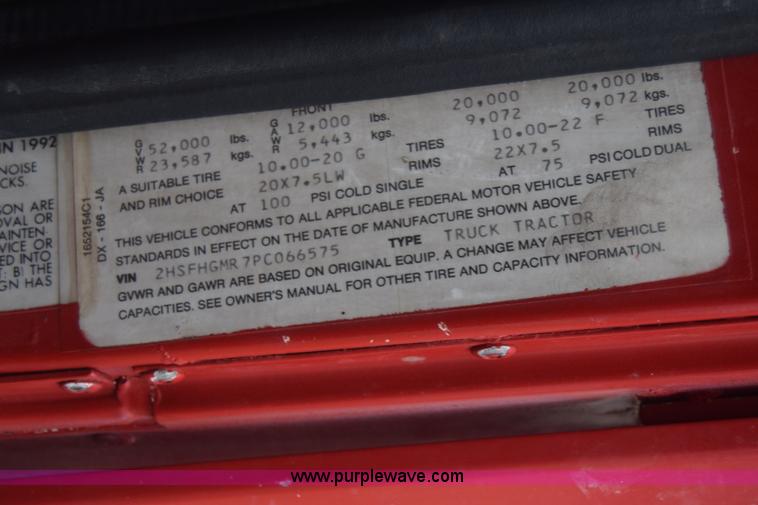 IN 1992
NOISE
CKS.
SON ARE
OVAL OR
MAINTEN-
VICE OR
ED INTO
T: B) THE
GN HAS
1652154C1
DX - 166 - JA
FRONT
GVWR 52,000 lbs. GAWR 12,000 lbs. 20,000 20,000 lbs.
23,587 kgs. 5,443 kgs. 9,072 9,072 kgs.
A SUITABLE TIRE 10.00-20 G TIRES 10.00-22 F TIRES
AND RIM CHOICE 20X7.5LW RIMS 22X7.5 RIMS
AT 100 PSI COLD SINGLE AT 75 PSI COLD DUAL
THIS VEHICLE CONFORMS TO ALL APPLICABLE FEDERAL MOTOR VEHICLE SAFETY
STANDARDS IN EFFECT ON THE DATE OF MANUFACTURE SHOWN ABOVE.
VIN 2HSFHGMR7PC066575 TYPE TRUCK TRACTOR
GVWR AND GAWR ARE BASED ON ORIGINAL EQUIP. A CHANGE MAY AFFECT VEHICLE
CAPACITIES. SEE OWNER'S MANUAL FOR OTHER TIRE AND CAPACITY INFORMATION.
www.purplewave.com